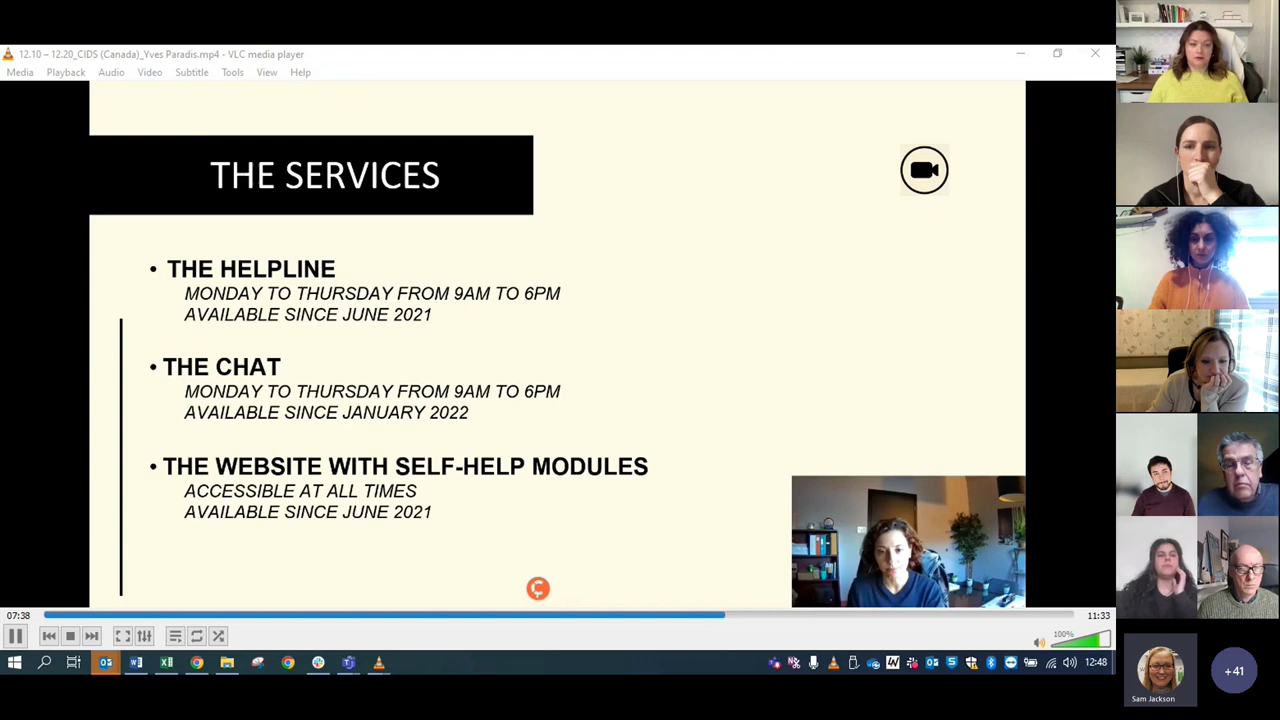 12.10 – 12.20_CIDS (Canada)_Yves Paradis.mp4 - VLC media player
Media Playback Audio Video Subtitle Tools View Help
THE SERVICES
• THE HELPLINE
MONDAY TO THURSDAY FROM 9AM TO 6PM
AVAILABLE SINCE JUNE 2021
• THE CHAT
MONDAY TO THURSDAY FROM 9AM TO 6PM
AVAILABLE SINCE JANUARY 2022
• THE WEBSITE WITH SELF-HELP MODULES
ACCESSIBLE AT ALL TIMES
AVAILABLE SINCE JUNE 2021
07:38
11:33
100%
12:48
Sam Jackson
+41